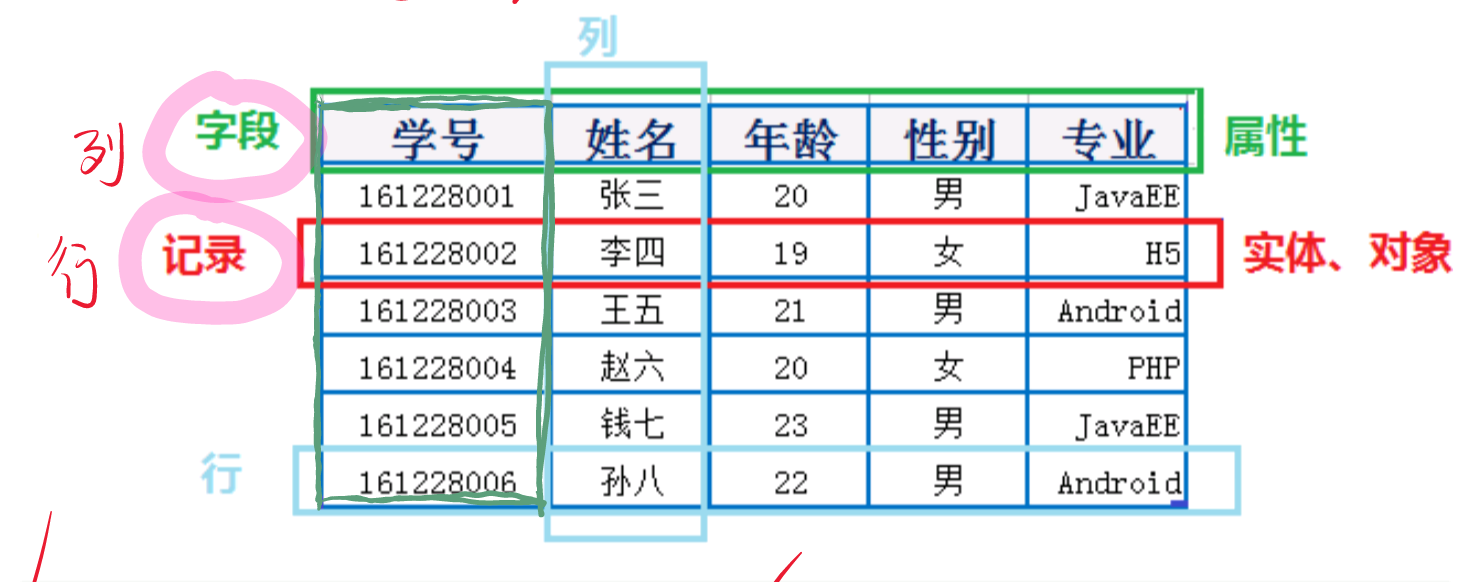 列
字段 学号 姓名 年龄 性别 专业 属性
列
161228001 张三 20 男 JavaEE
行 记录 161228002 李四 19 女 H5 实体、对象
161228003 王五 21 男 Android
161228004 赵六 20 女 PHP
161228005 钱七 23 男 JavaEE
行 161228006 孙八 22 男 Android